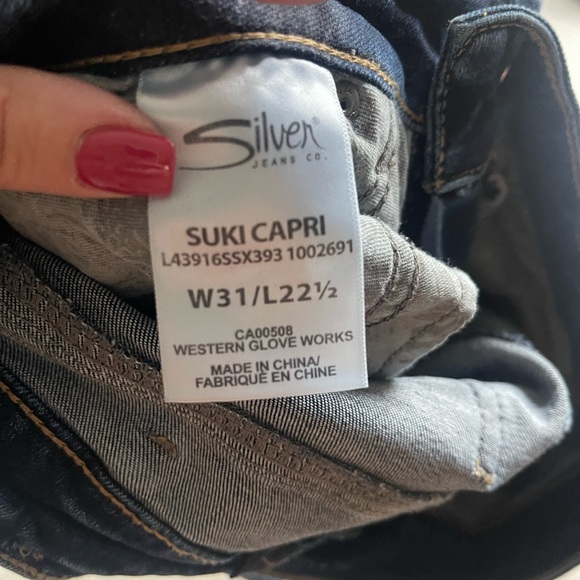 Silver®
JEANS CO.
SUKI CAPRI
L43916SSX393 1002691
W31/L22½
CA00508
WESTERN GLOVE WORKS
MADE IN CHINA/
FABRIQUÉ EN CHINE